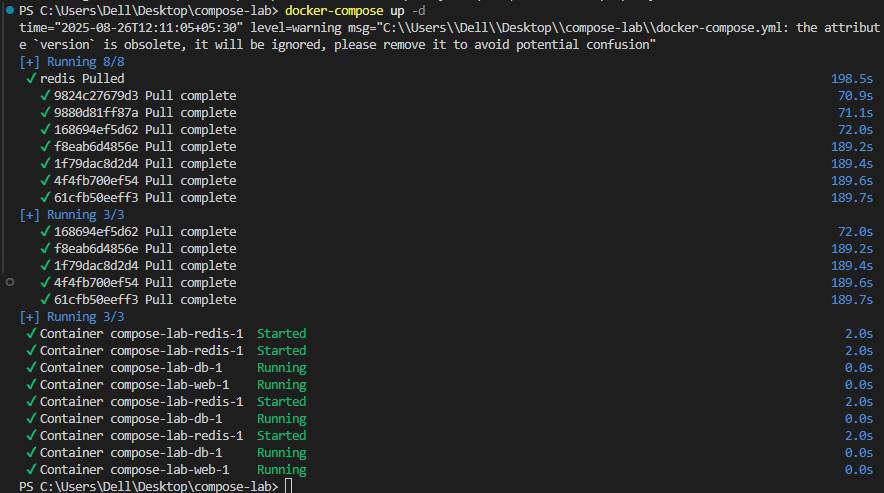 PS C:\Users\Dell\Desktop\compose-lab> docker-compose up -d
time="2025-08-26T12:11:05+05:30" level=warning msg="C:\\Users\\Dell\\Desktop\\compose-lab\\docker-compose.yml: the attribut
e `version` is obsolete, it will be ignored, please remove it to avoid potential confusion"
[+] Running 8/8
✓ redis Pulled 198.5s
✓ 9824c27679d3 Pull complete 70.9s
✓ 9880d81ff87a Pull complete 71.1s
✓ 168694ef5d62 Pull complete 72.0s
✓ f8eab6d4856e Pull complete 189.2s
✓ 1f79dac8d2d4 Pull complete 189.4s
✓ 4f4fb700ef54 Pull complete 189.6s
✓ 61cfb50eeff3 Pull complete 189.7s
[+] Running 3/3
✓ 168694ef5d62 Pull complete 72.0s
✓ f8eab6d4856e Pull complete 189.2s
✓ 1f79dac8d2d4 Pull complete 189.4s
✓ 4f4fb700ef54 Pull complete 189.6s
✓ 61cfb50eeff3 Pull complete 189.7s
[+] Running 3/3
✓ Container compose-lab-redis-1 Started 2.0s
✓ Container compose-lab-redis-1 Started 2.0s
✓ Container compose-lab-db-1 Running 0.0s
✓ Container compose-lab-web-1 Running 0.0s
✓ Container compose-lab-redis-1 Started 2.0s
✓ Container compose-lab-db-1 Running 0.0s
✓ Container compose-lab-redis-1 Started 2.0s
✓ Container compose-lab-db-1 Running 0.0s
✓ Container compose-lab-web-1 Running 0.0s
PS C:\Users\Dell\Desktop\compose-lab>